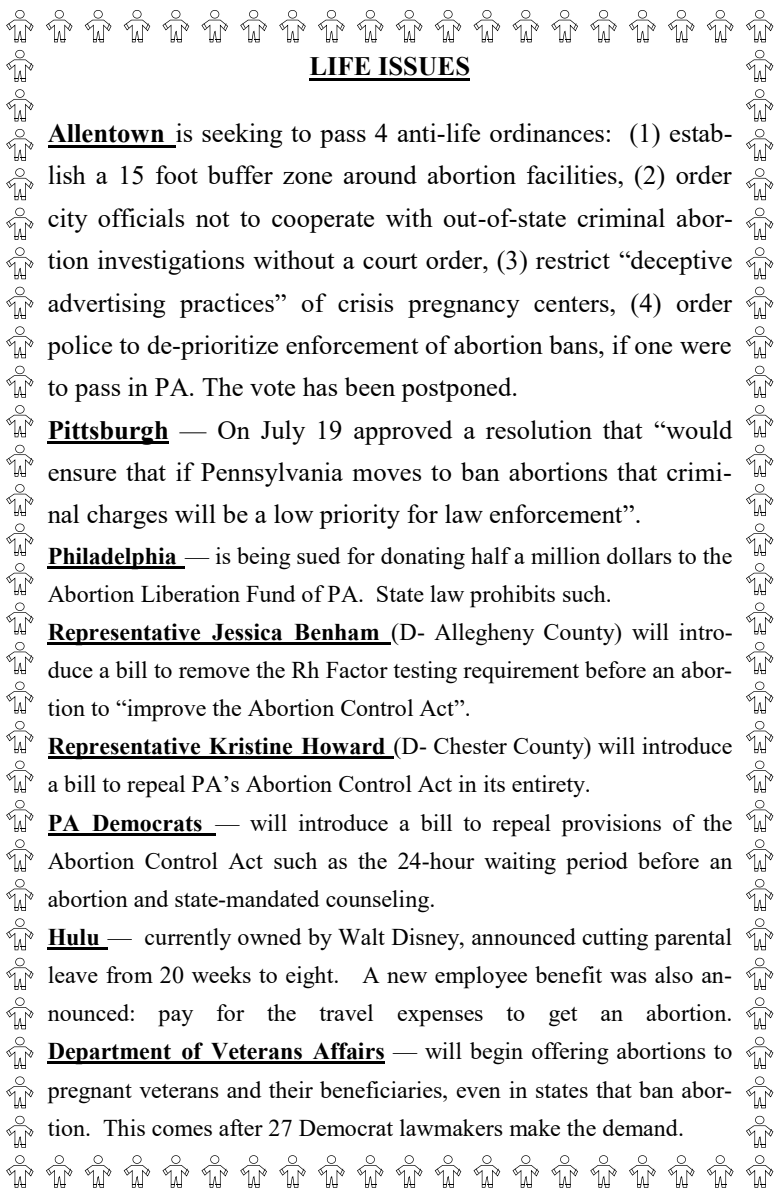 LIFE ISSUES
Allentown is seeking to pass 4 anti-life ordinances:  (1) estab-
lish a 15 foot buffer zone around abortion facilities, (2) order
city officials not to cooperate with out-of-state criminal abor-
tion investigations without a court order, (3) restrict “deceptive
advertising practices” of crisis pregnancy centers, (4) order
police to de-prioritize enforcement of abortion bans, if one were
to pass in PA. The vote has been postponed.
Pittsburgh — On July 19 approved a resolution that “would
ensure that if Pennsylvania moves to ban abortions that crimi-
nal charges will be a low priority for law enforcement”.
Philadelphia — is being sued for donating half a million dollars to the
Abortion Liberation Fund of PA.  State law prohibits such.
Representative Jessica Benham (D- Allegheny County) will intro-
duce a bill to remove the Rh Factor testing requirement before an abor-
tion to “improve the Abortion Control Act”.
Representative Kristine Howard (D- Chester County) will introduce
a bill to repeal PA’s Abortion Control Act in its entirety.
PA Democrats — will introduce a bill to repeal provisions of the
Abortion Control Act such as the 24-hour waiting period before an
abortion and state-mandated counseling.
Hulu —  currently owned by Walt Disney, announced cutting parental
leave from 20 weeks to eight.   A new employee benefit was also an-
nounced: pay for the travel expenses to get an abortion.
Department of Veterans Affairs — will begin offering abortions to
pregnant veterans and their beneficiaries, even in states that ban abor-
tion.  This comes after 27 Democrat lawmakers make the demand.